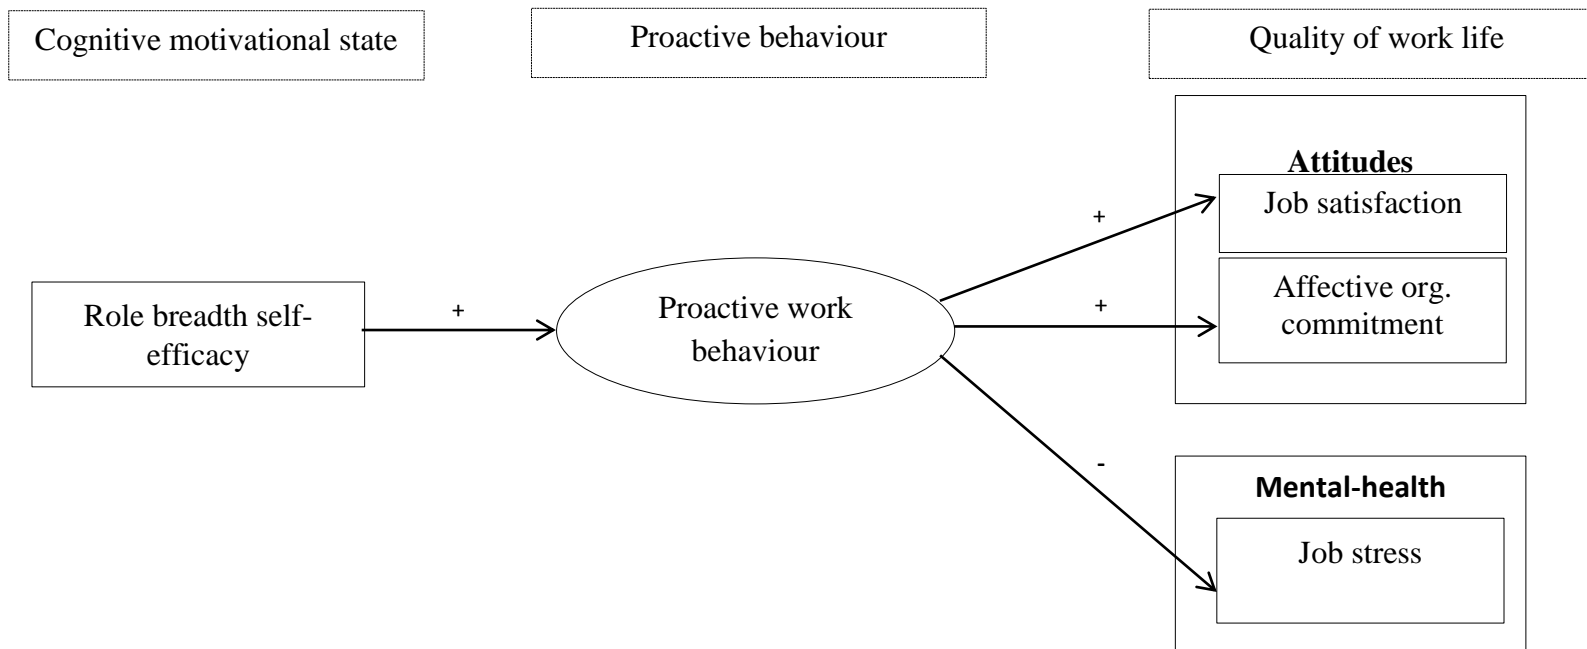 Cognitive motivational state
Proactive behaviour
Quality of work life
Attitudes
Job satisfaction
+
Affective org.
commitment
+
Role breadth self-
efficacy
+
Proactive work
behaviour
-
Mental-health
Job stress